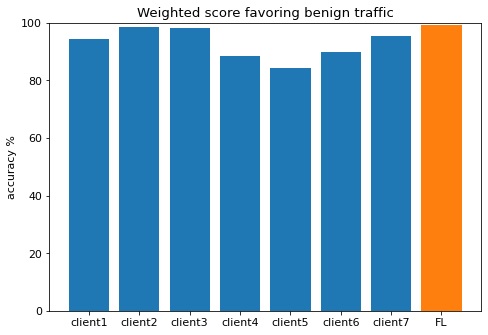 Weighted score favoring benign traffic
accuracy %
100
80
60
40
20
0
client1 client2 client3 client4 client5 client6 client7 FL